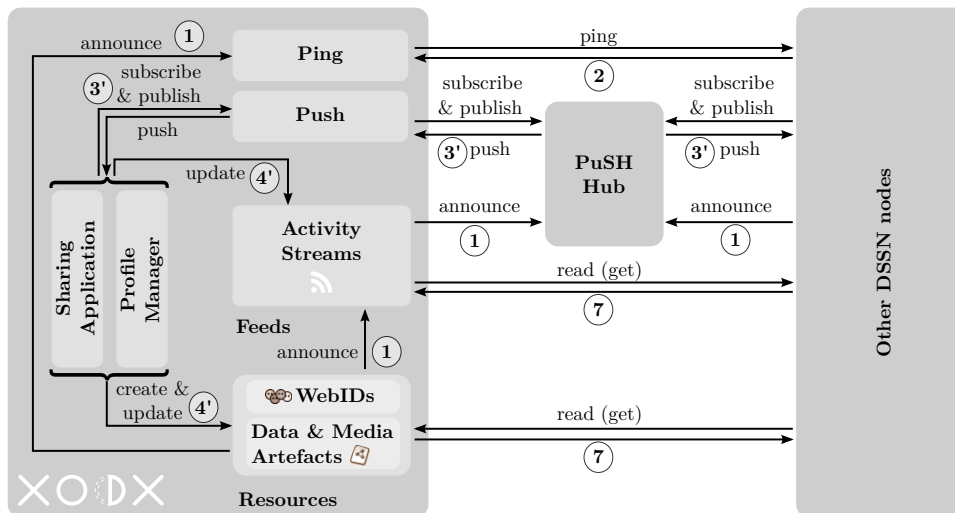 announce 1
Ping
ping
2
3'
subscribe
& publish
push
Push
subscribe
& publish
3' push
PuSH
Hub
subscribe
& publish
3' push
update 4'
Sharing
Application
Profile
Manager
Activity
Streams
Feeds
announce
1
announce
1
read (get)
7
announce 1
create &
update 4'
WebIDs
Data & Media
Artefacts
Resources
read (get)
7
Other DSSN nodes
XODX